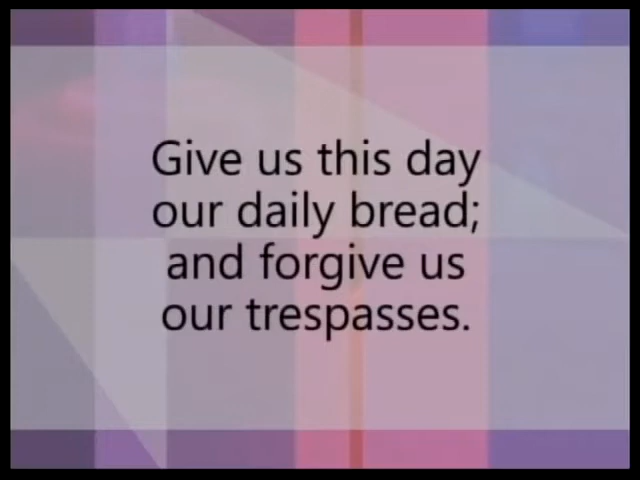 Give us this day
our daily bread;
and forgive us
our trespasses.